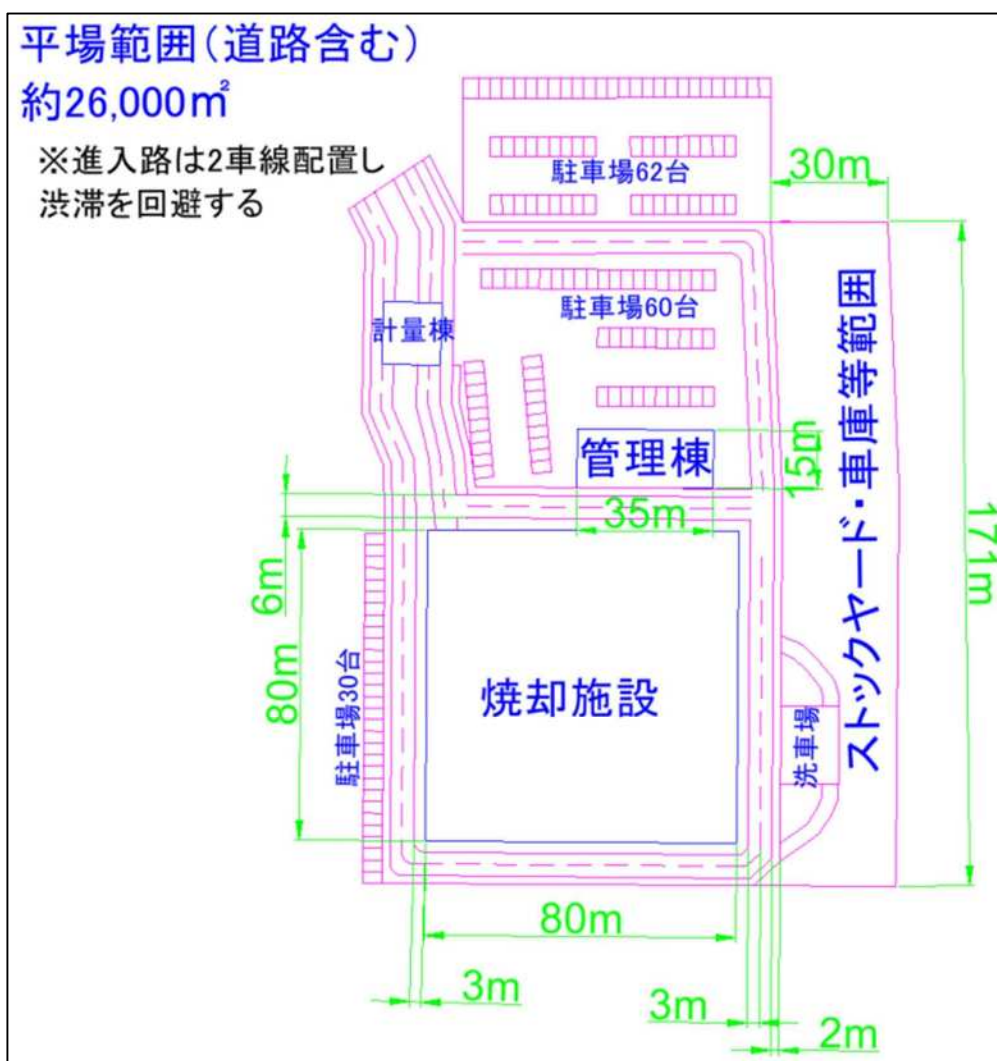 平場範囲(道路含む)
約26,000㎡
※進入路は2車線配置し
渋滞を回避する
駐車場62台
30m
駐車場60台
計量棟
管理棟
15m
35m
ストックヤード・車庫等範囲
171m
6m
80m
駐車場30台
焼却施設
洗車場
80m
3m
3m
2m